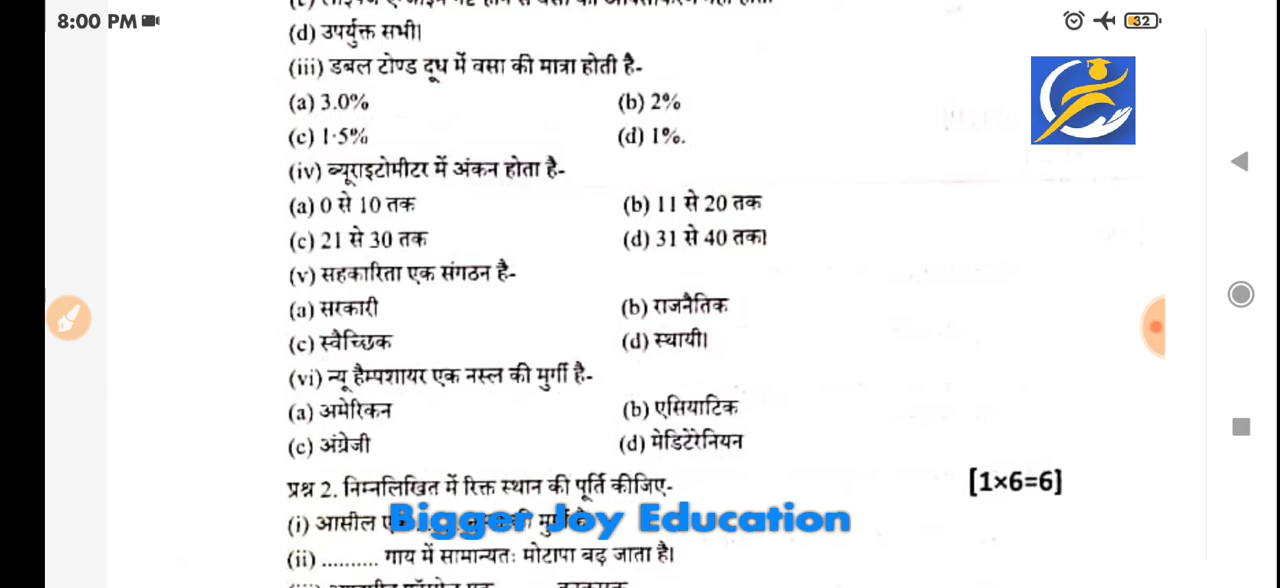 8:00 PM
32
(d) उपर्युक्त सभी।
(iii) डबल टोण्ड दूध में वसा की मात्रा होती है-
(a) 3.0% (b) 2%
(c) 1·5% (d) 1%.
(iv) ब्यूराइटोमीटर में अंकन होता है-
(a) 0 से 10 तक (b) 11 से 20 तक
(c) 21 से 30 तक (d) 31 से 40 तक।
(v) सहकारिता एक संगठन है-
(a) सरकारी (b) राजनैतिक
(c) स्वैच्छिक (d) स्थायी।
(vi) न्यू हैम्पशायर एक नस्ल की मुर्गी है-
(a) अमेरिकन (b) एसियाटिक
(c) अंग्रेजी (d) मेडिटेरेनियन
प्रश्न 2. निम्नलिखित में रिक्त स्थान की पूर्ति कीजिए- [1×6=6]
(i) आसील
Bigger Joy Education
(ii) .......... गाय में सामान्यतः मोटापा बढ़ जाता है।